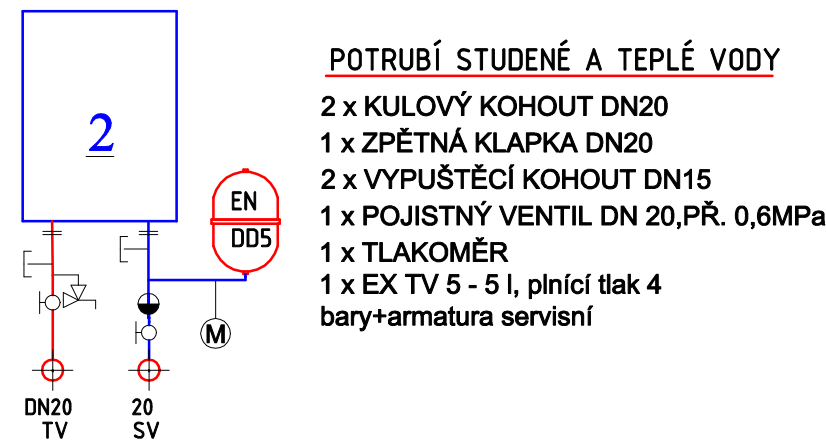 2
EN
DD5
M
DN20
TV
20
SV
POTRUBÍ STUDENÉ A TEPLÉ VODY
2 x KULOVÝ KOHOUT DN20
1 x ZPĚTNÁ KLAPKA DN20
2 x VYPUŠTĚCÍ KOHOUT DN15
1 x POJISTNÝ VENTIL DN 20,PŘ. 0,6MPa
1 x TLAKOMĚR
1 x EX TV 5 - 5 l, plnící tlak 4
bary+armatura servisní